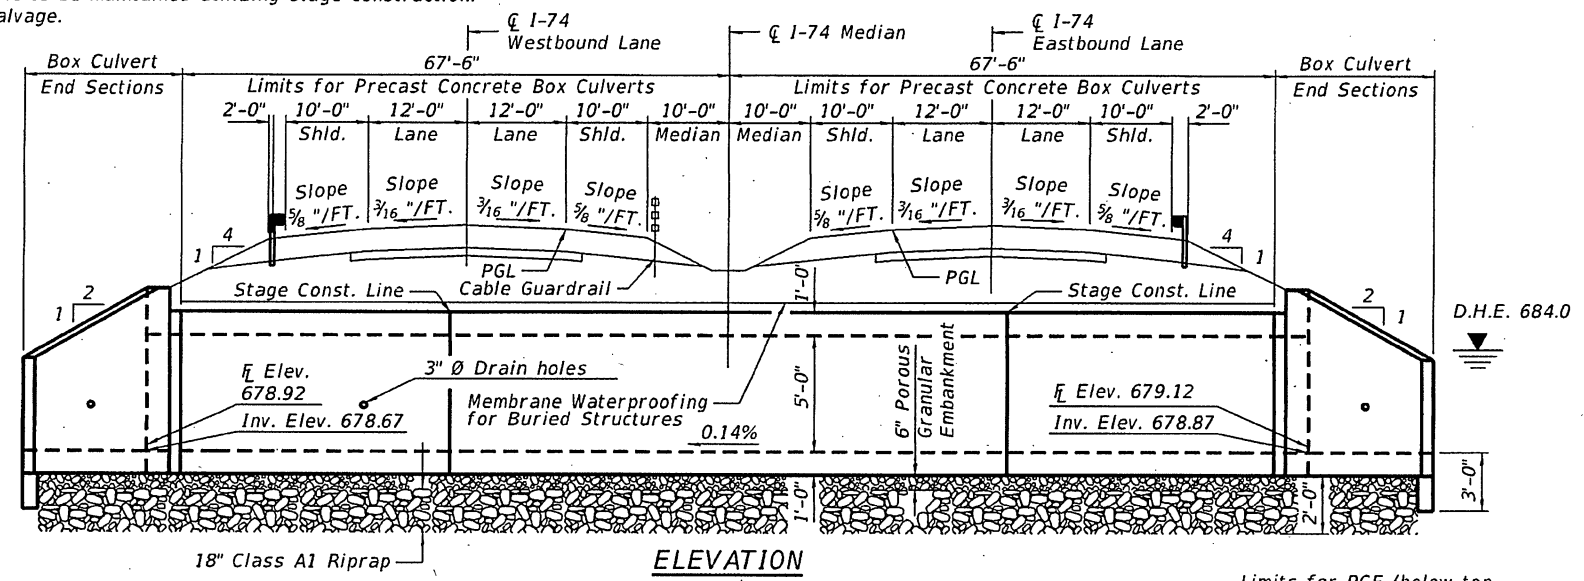 alvage.
℄ I-74
Westbound Lane
℄ I-74 Median
℄ I-74
Eastbound Lane
Box Culvert
End Sections
67'-6"
Limits for Precast Concrete Box Culverts
67'-6"
Limits for Precast Concrete Box Culverts
Box Culvert
End Sections
2'-0"
10'-0"
Shld.
12'-0"
Lane
12'-0"
Lane
10'-0"
Shld.
10'-0"
Median
10'-0"
Median
10'-0"
Shld.
12'-0"
Lane
12'-0"
Lane
10'-0"
Shld.
2'-0"
Slope
5/8 "/FT.
Slope
3/16 "/FT.
Slope
3/16 "/FT.
Slope
5/8 "/FT.
Slope
5/8 "/FT.
Slope
3/16 "/FT.
Slope
3/16 "/FT.
Slope
5/8 "/FT.
4
1
4
1
PGL
Cable Guardrail
PGL
1'-0"
2
1
Stage Const. Line
Stage Const. Line
2
1
D.H.E. 684.0
FL Elev.
678.92
Inv. Elev. 678.67
3" Ø Drain holes
Membrane Waterproofing
for Buried Structures
5'-0"
6" Porous
Granular
Embankment
0.14%
FL Elev. 679.12
Inv. Elev. 678.87
1'-0"
2'-0"
3'-0"
18" Class A1 Riprap
ELEVATION